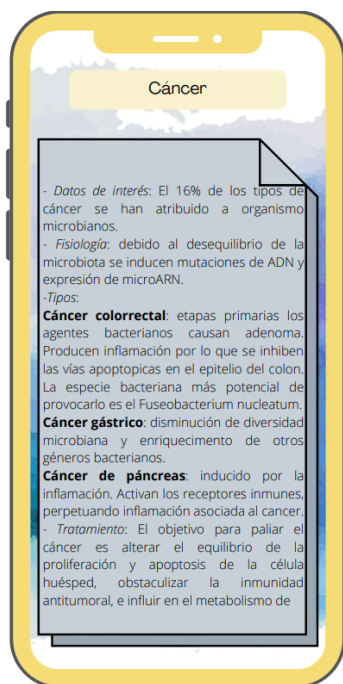 Cáncer
- Datos de interés: El 16% de los tipos de
cáncer se han atribuido a organismo
microbianos.
- Fisiología: debido al desequilibrio de la
microbiota se inducen mutaciones de ADN y
expresión de microARN.
-Tipos:
Cáncer colorrectal: etapas primarias los
agentes bacterianos causan adenoma.
Producen inflamación por lo que se inhiben
las vías apoptopicas en el epitelio del colon.
La especie bacteriana más potencial de
provocarlo es el Fuseobacterium nucleatum.
Cáncer gástrico: disminución de diversidad
microbiana y enriquecimento de otros
géneros bacterianos.
Cáncer de páncreas: inducido por la
inflamación. Activan los receptores inmunes,
perpetuando inflamación asociada al cancer.
- Tratamiento: El objetivo para paliar el
cáncer es alterar el equilibrio de la
proliferación y apoptosis de la célula
huésped, obstaculizar la inmunidad
antitumoral, e influir en el metabolismo de